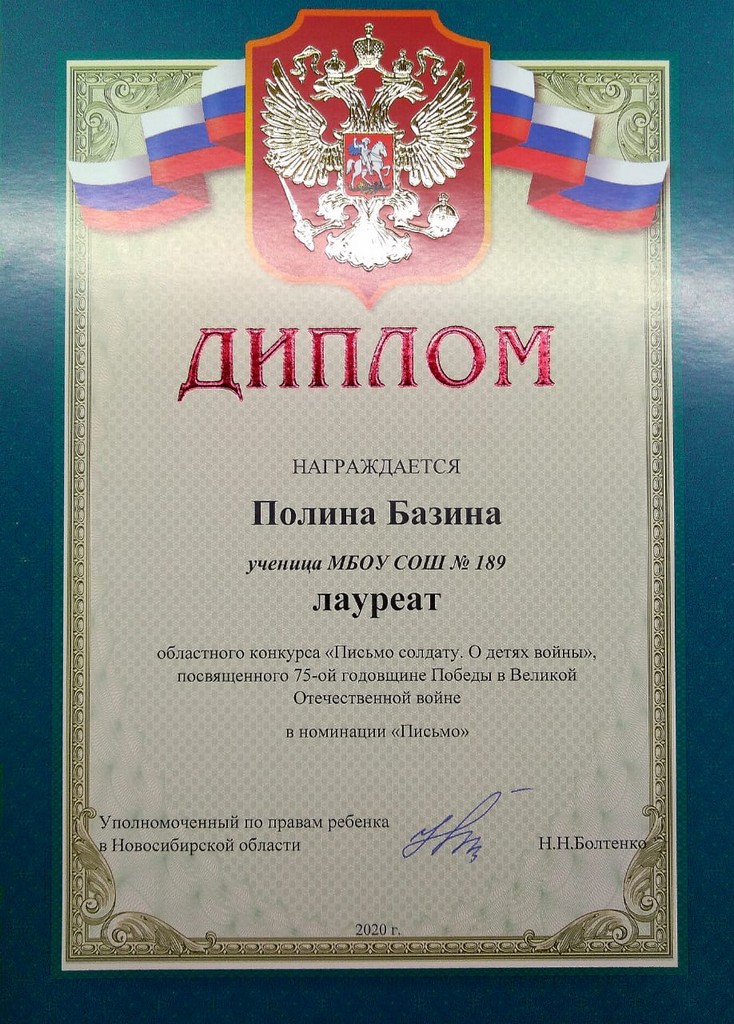 ДИПЛОМ
НАГРАЖДАЕТСЯ
Полина Базина
ученица МБОУ СОШ № 189
лауреат
областного конкурса «Письмо солдату. О детях войны»,
посвященного 75-ой годовщине Победы в Великой
Отечественной войне
в номинации «Письмо»
Уполномоченный по правам ребенка
в Новосибирской области
Н.Н.Болтенко
2020 г.